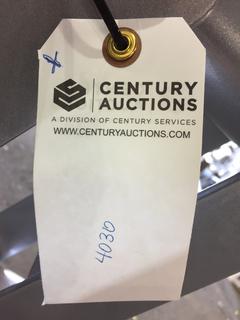 CENTURY
AUCTIONS
A DIVISION OF CENTURY SERVICES
WWW.CENTURYAUCTIONS.COM
4030